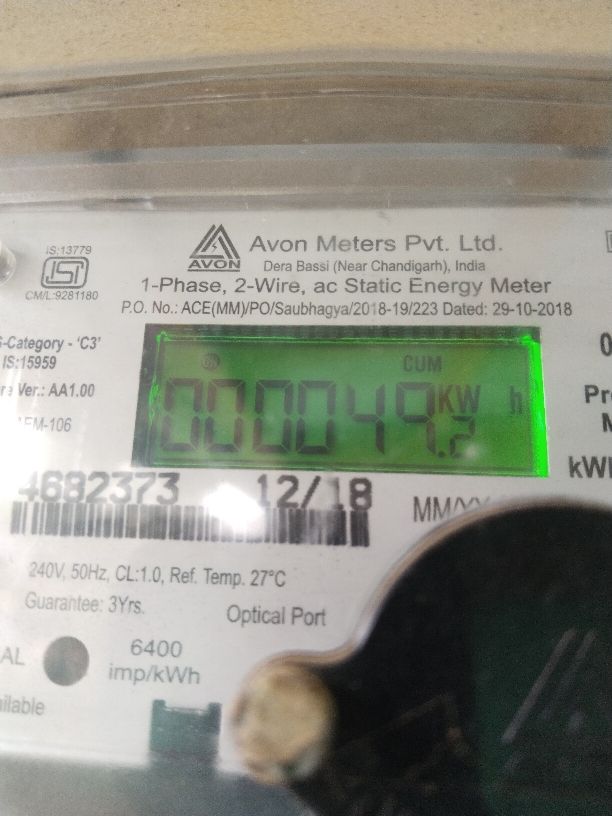 IS:13779
ISI
CM/L:9281180
AVON
Avon Meters Pvt. Ltd.
Dera Bassi (Near Chandigarh), India
1-Phase, 2-Wire, ac Static Energy Meter
P.O. No.: ACE(MM)/PO/Saubhagya/2018-19/223 Dated: 29-10-2018
-Category - 'C3'
IS:15959
Ver.: AA1.00
-106
CUM
000049.2 KW h
kWh
4682373 12/18
240V, 50Hz, CL:1.0, Ref. Temp. 27°C
Guarantee: 3Yrs.
Optical Port
6400
imp/kWh